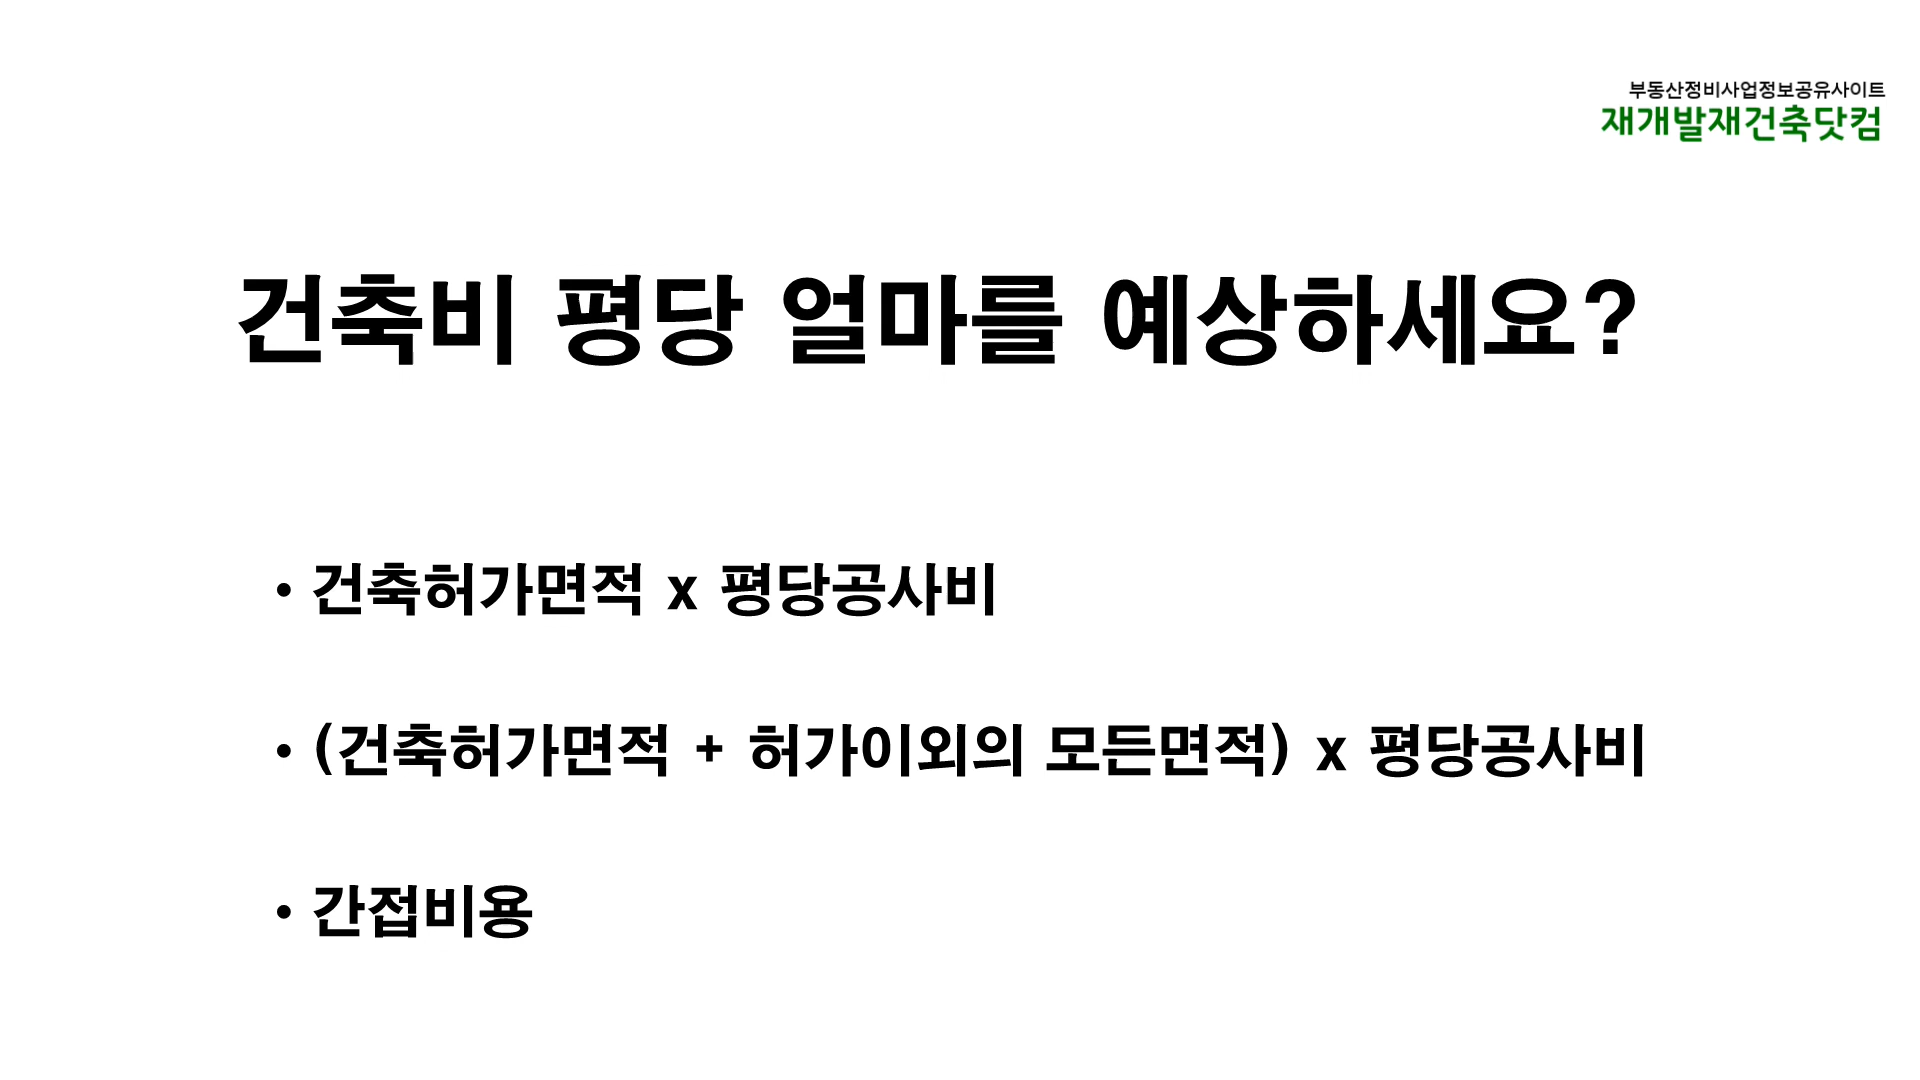 부동산정비사업정보공유사이트
재개발재건축닷컴
건축비 평당 얼마를 예상하세요?
• 건축허가면적 x 평당공사비
• (건축허가면적 + 허가이외의 모든면적) x 평당공사비
• 간접비용